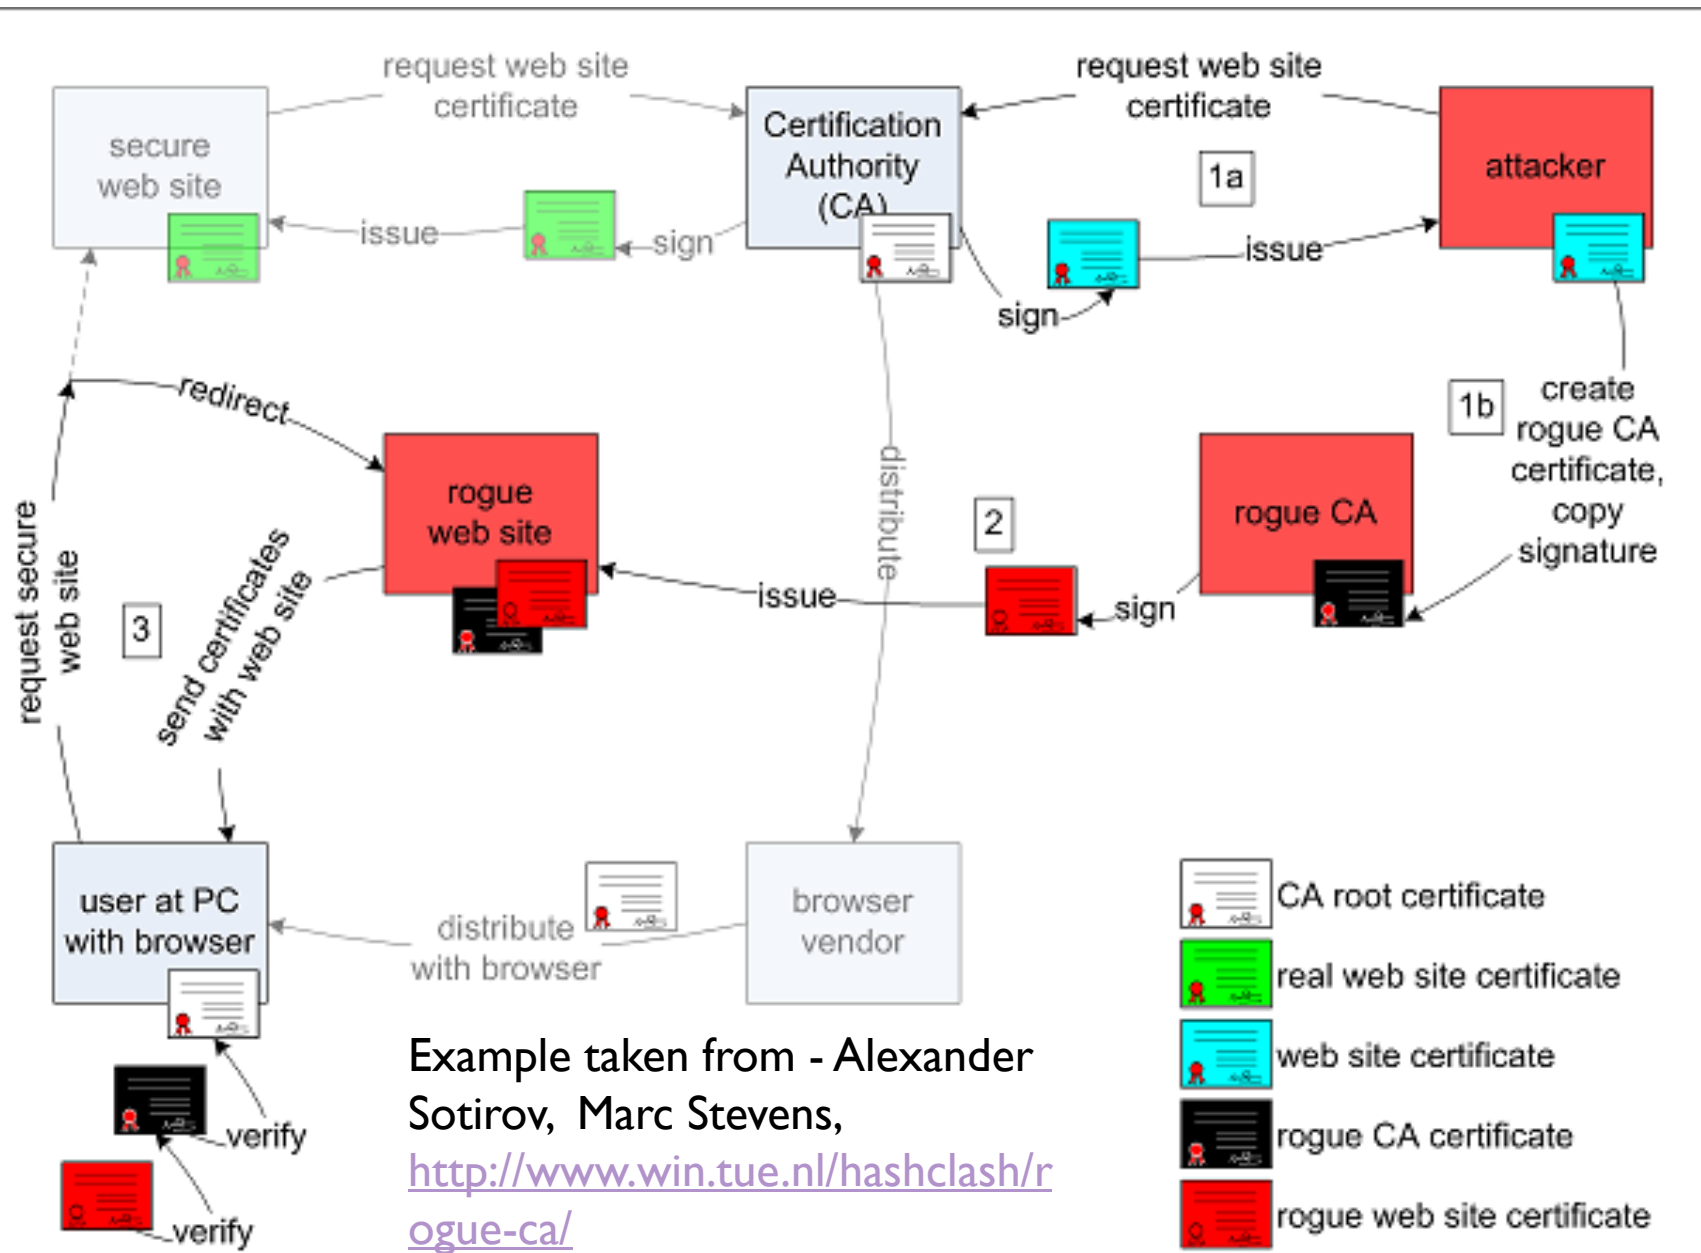 request web site
certificate
request web site
certificate
secure
web site
Certification
Authority
(CA)
1a
attacker
issue
sign
issue
sign
redirect
1b
create
rogue CA
certificate,
copy
signature
distribute
rogue
web site
2
rogue CA
issue
sign
request secure
web site
3
send certificates
with web site
user at PC
with browser
distribute
with browser
browser
vendor
verify
verify
Example taken from - Alexander
Sotirov, Marc Stevens,
http://www.win.tue.nl/hashclash/r
ogue-ca/
CA root certificate
real web site certificate
web site certificate
rogue CA certificate
rogue web site certificate